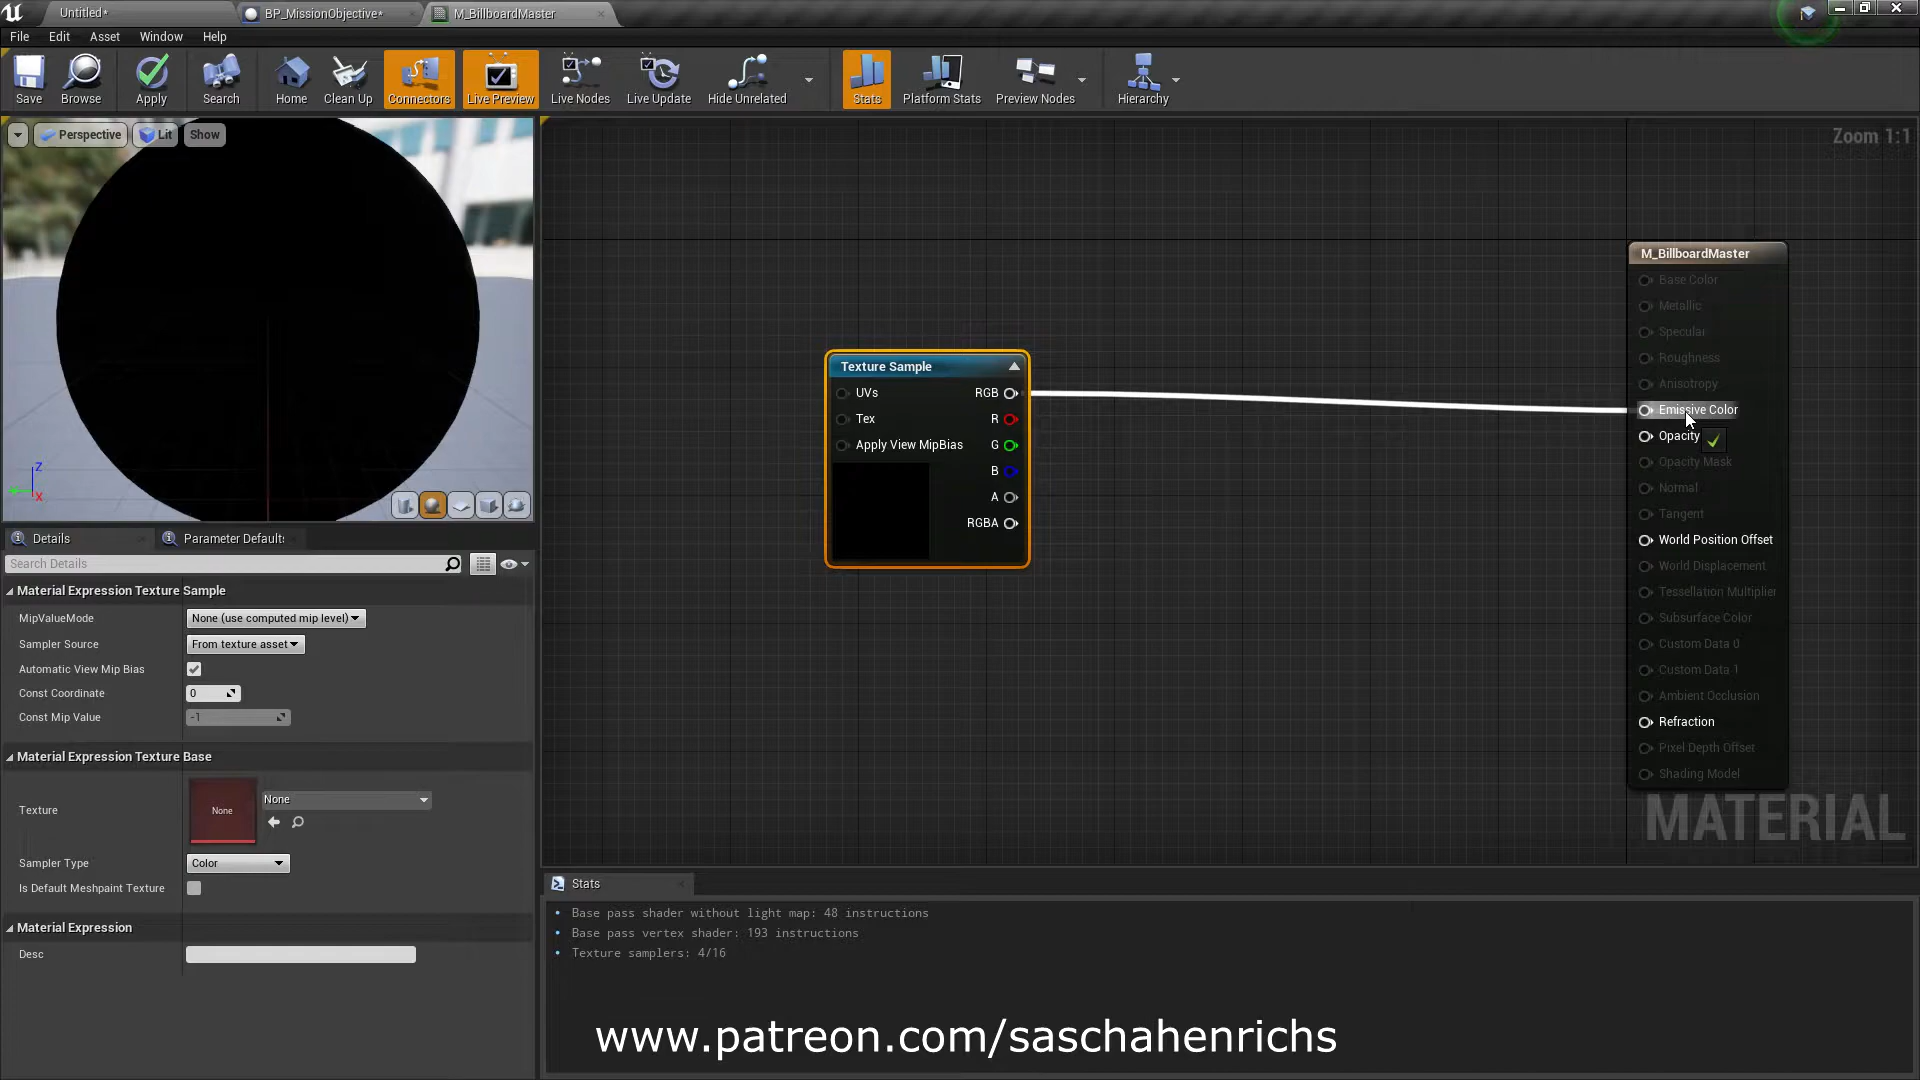 Untitled*
BP_MissionObjective*
M_BillboardMaster
File
Edit
Asset
Window
Help
Save
Browse
Apply
Search
Home
Clean Up
Connectors
Live Preview
Live Nodes
Live Update
Hide Unrelated
Stats
Platform Stats
Preview Nodes
Hierarchy
Perspective
Lit
Show
Zoom 1:1
Z
X
Texture Sample
UVs
RGB
Tex
R
Apply View MipBias
G
B
A
RGBA
M_BillboardMaster
Base Color
Metallic
Specular
Roughness
Anisotropy
Emissive Color
Opacity
Opacity Mask
Normal
Tangent
World Position Offset
World Displacement
Tessellation Multiplier
Subsurface Color
Custom Data 0
Custom Data 1
Ambient Occlusion
Refraction
Pixel Depth Offset
Shading Model
MATERIAL
Details
Parameter Defaults
Search Details
Material Expression Texture Sample
MipValueMode
None (use computed mip level)
Sampler Source
From texture asset
Automatic View Mip Bias
Const Coordinate
0
Const Mip Value
-1
Material Expression Texture Base
Texture
None
None
Sampler Type
Color
Is Default Meshpaint Texture
Material Expression
Desc
Stats
Base pass shader without light map: 48 instructions
Base pass vertex shader: 193 instructions
Texture samplers: 4/16
www.patreon.com/saschahenrichs